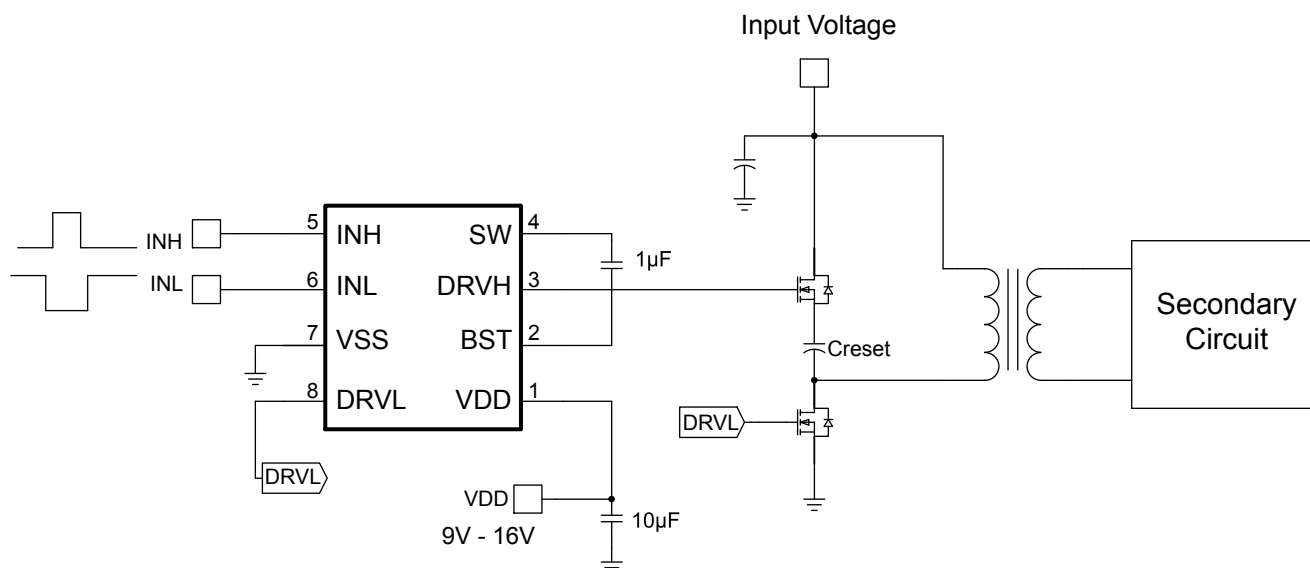 Input Voltage
INH
INL
5
6
7
8
INH
INL
VSS
DRVL
SW
DRVH
BST
VDD
4
3
2
1
1µF
DRVL
VDD
9V - 16V
10µF
Creset
DRVL
Secondary
Circuit